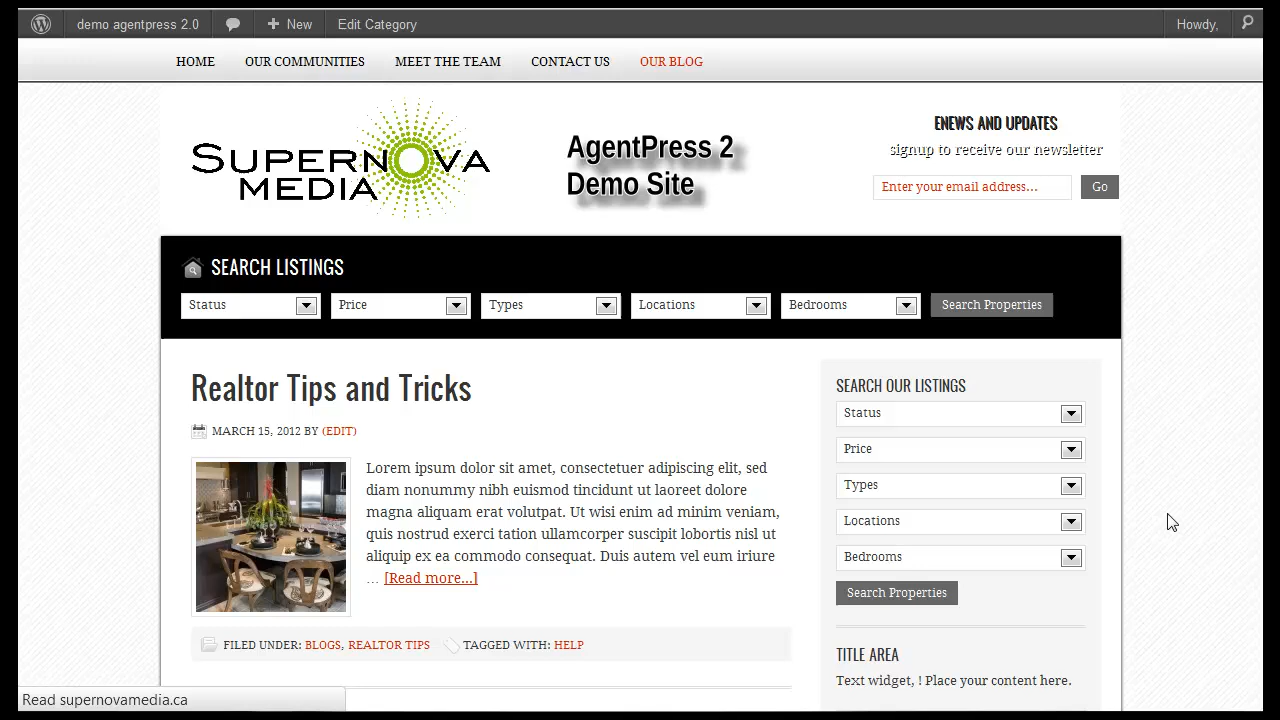 demo agentpress 2.0
New
Edit Category
Howdy,
HOME
OUR COMMUNITIES
MEET THE TEAM
CONTACT US
OUR BLOG
SUPERNOVA
MEDIA
AgentPress 2
Demo Site
ENEWS AND UPDATES
signup to receive our newsletter
Enter your email address...
Go
SEARCH LISTINGS
Status
Price
Types
Locations
Bedrooms
Search Properties
Realtor Tips and Tricks
MARCH 15, 2012 BY (EDIT)
Lorem ipsum dolor sit amet, consectetuer adipiscing elit, sed
diam nonummy nibh euismod tincidunt ut laoreet dolore
magna aliquam erat volutpat. Ut wisi enim ad minim veniam,
quis nostrud exerci tation ullamcorper suscipit lobortis nisl ut
aliquip ex ea commodo consequat. Duis autem vel eum iriure
... [Read more...]
FILED UNDER: BLOGS, REALTOR TIPS
TAGGED WITH: HELP
SEARCH OUR LISTINGS
Status
Price
Types
Locations
Bedrooms
Search Properties
TITLE AREA
Text widget, ! Place your content here.
Read supernovamedia.ca